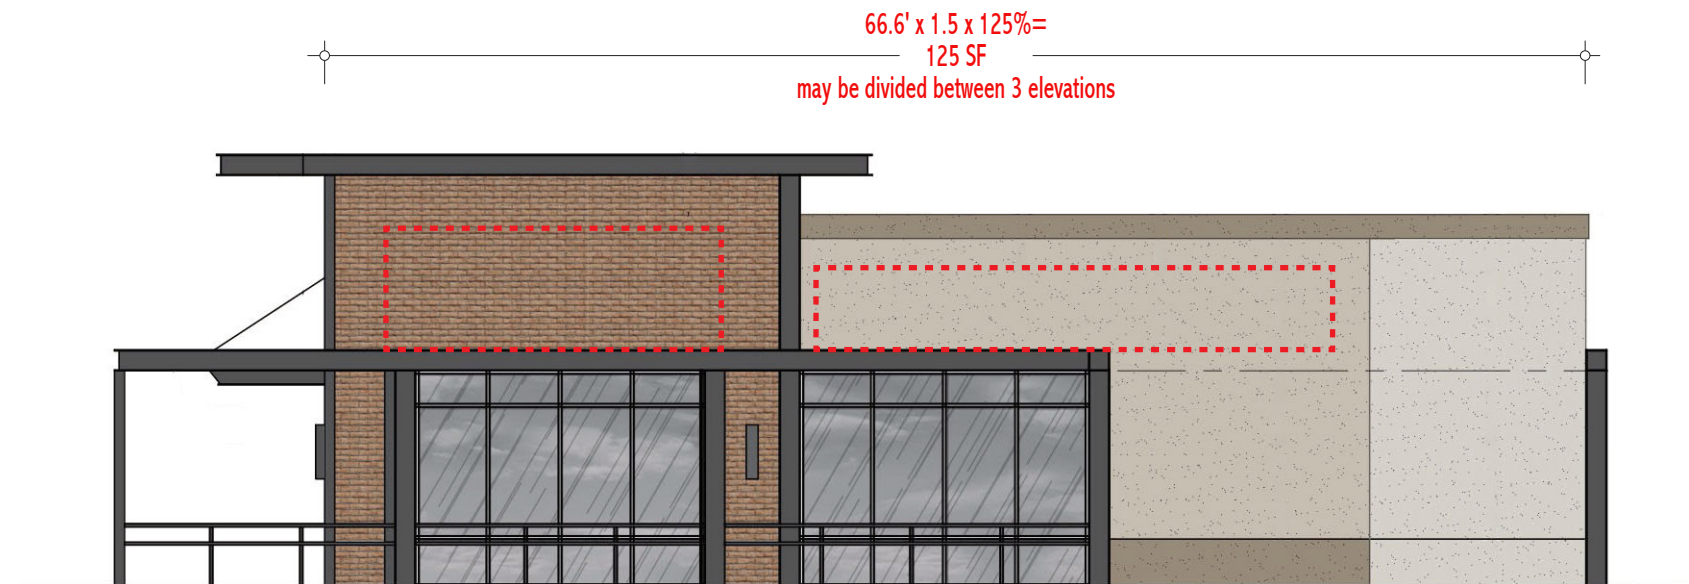 66.6' x 1.5 x 125%=
125 SF
may be divided between 3 elevations